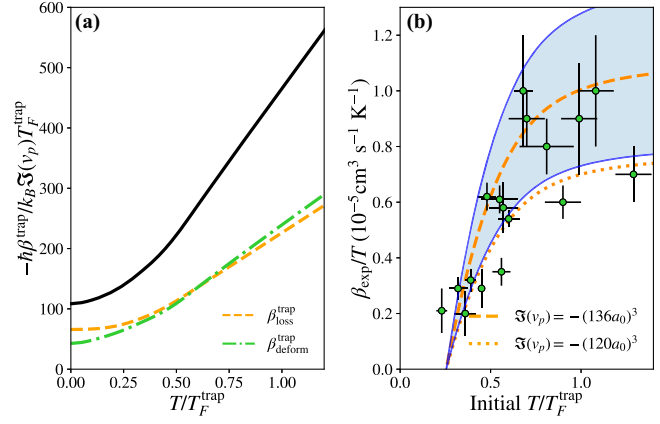 (a)
−ħβ^trap/k_B ℑ(v_p)T_F^trap
600
500
400
300
200
100
0
0.00 0.25 0.50 0.75 1.00
T/T_F^trap
β_loss^trap
β_deform^trap
(b)
β_exp/T (10^−5 cm^3 s^−1 K^−1)
1.2
1.0
0.8
0.6
0.4
0.2
0.0
0.0 0.5 1.0
Initial T/T_F^trap
ℑ(v_p) = −(136a_0)^3
ℑ(v_p) = −(120a_0)^3